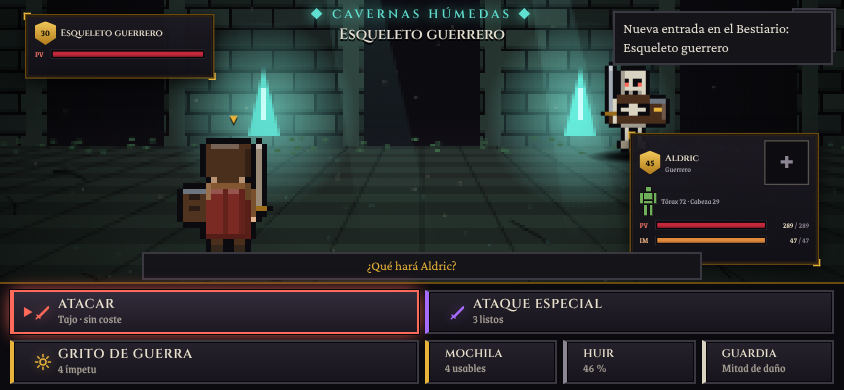 CAVERNAS HÚMEDAS
ESQUELETO GUERRERO
30 ESQUELETO GUERRERO
PV
Nueva entrada en el Bestiario:
Esqueleto guerrero
45 ALDRIC
Guerrero
Tórax 72 · Cabeza 29
PV 289 / 289
ÍM 47 / 47
¿Qué hará Aldric?
ATACAR
Tajo · sin coste
ATAQUE ESPECIAL
3 listos
GRITO DE GUERRA
4 ímpetu
MOCHILA
4 usables
HUIR
46 %
GUARDIA
Mitad de daño